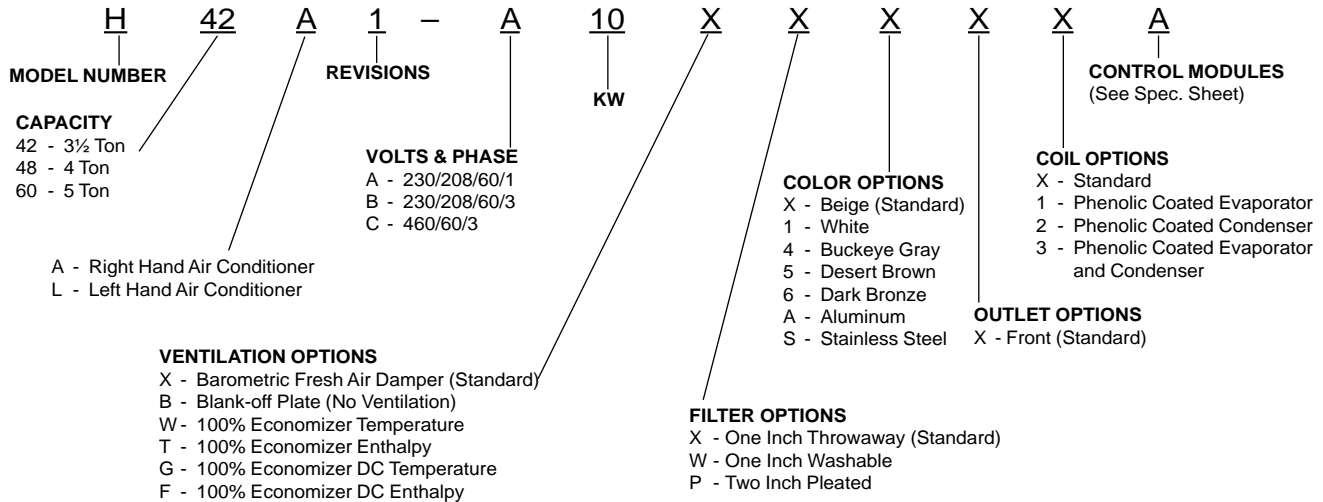 H 42 A 1 – A 10 X X X X X A
MODEL NUMBER
REVISIONS
KW
CONTROL MODULES
(See Spec. Sheet)
CAPACITY
42 - 3½ Ton
48 - 4 Ton
60 - 5 Ton
VOLTS & PHASE
A - 230/208/60/1
B - 230/208/60/3
C - 460/60/3
COLOR OPTIONS
X - Beige (Standard)
1 - White
4 - Buckeye Gray
5 - Desert Brown
6 - Dark Bronze
A - Aluminum
S - Stainless Steel
COIL OPTIONS
X - Standard
1 - Phenolic Coated Evaporator
2 - Phenolic Coated Condenser
3 - Phenolic Coated Evaporator
and Condenser
A - Right Hand Air Conditioner
L - Left Hand Air Conditioner
OUTLET OPTIONS
X - Front (Standard)
VENTILATION OPTIONS
X - Barometric Fresh Air Damper (Standard)
B - Blank-off Plate (No Ventilation)
W - 100% Economizer Temperature
T - 100% Economizer Enthalpy
G - 100% Economizer DC Temperature
F - 100% Economizer DC Enthalpy
FILTER OPTIONS
X - One Inch Throwaway (Standard)
W - One Inch Washable
P - Two Inch Pleated